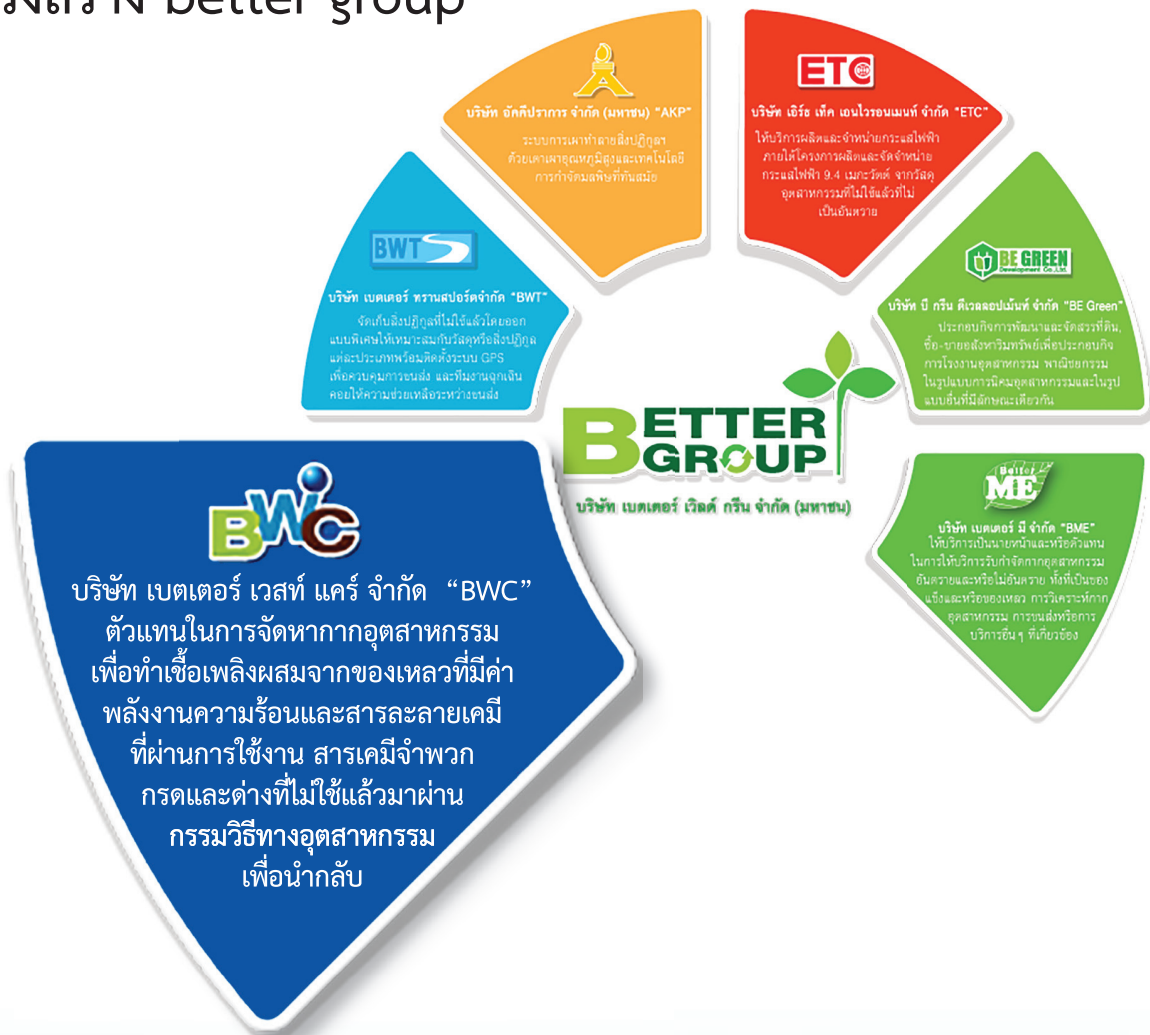 better group
บริษัท อัคคีปราการ จำกัด (มหาชน) "AKP"
ระบบการเผาทำลายสิ่งปฏิกูลฯ
ด้วยเตาเผาอุณหภูมิสูงและเทคโนโลยี
การกำจัดมลพิษที่ทันสมัย
ETC
บริษัท เอิร์ธ เท็ค เอนไวรอนเมนท์ จำกัด "ETC"
ให้บริการผลิตและจำหน่ายกระแสไฟฟ้า
ภายใต้โครงการผลิตและจัดจำหน่าย
กระแสไฟฟ้า 9.4 เมกะวัตต์ จากวัสดุ
อุตสาหกรรมที่ไม่ใช้แล้วที่ไม่
เป็นอันตราย
BWT
บริษัท เบตเตอร์ ทรานสปอร์ตจำกัด "BWT"
จัดเก็บสิ่งปฏิกูลที่ไม่ใช้แล้วโดยออก
แบบพิเศษให้เหมาะสมกับวัสดุหรือสิ่งปฏิกูล
แต่ละประเภทพร้อมติดตั้งระบบ GPS
เพื่อควบคุมการขนส่ง และทีมงานฉุกเฉิน
คอยให้ความช่วยเหลือระหว่างขนส่ง
BE GREEN
Development Co.,Ltd.
บริษัท บี กรีน ดีเวลลอปเม้นท์ จำกัด "BE Green"
ประกอบกิจการพัฒนาและจัดสรรที่ดิน,
ซื้อ-ขายอสังหาริมทรัพย์เพื่อประกอบกิจ
การโรงงานอุตสาหกรรม พาณิชยกรรม
ในรูปแบบการนิคมอุตสาหกรรมและในรูป
แบบอื่นที่มีลักษณะเดียวกัน
BETTER
GROUP
บริษัท เบตเตอร์ เวิลด์ กรีน จำกัด (มหาชน)
Better
ME
บริษัท เบตเตอร์ มี จำกัด "BME"
ให้บริการเป็นนายหน้าและหรือตัวแทน
ในการให้บริการรับกำจัดกากอุตสาหกรรม
อันตรายและหรือไม่อันตราย ทั้งที่เป็นของ
แข็งและหรือของเหลว การวิเคราะห์กาก
อุตสาหกรรม การขนส่งหรือการ
บริการอื่น ๆ ที่เกี่ยวข้อง
BWC
บริษัท เบตเตอร์ เวสท์ แคร์ จำกัด “BWC”
ตัวแทนในการจัดหากากอุตสาหกรรม
เพื่อทำเชื้อเพลิงผสมจากของเหลวที่มีค่า
พลังงานความร้อนและสารละลายเคมี
ที่ผ่านการใช้งาน สารเคมีจำพวก
กรดและด่างที่ไม่ใช้แล้วมาผ่าน
กรรมวิธีทางอุตสาหกรรม
เพื่อนำกลับ